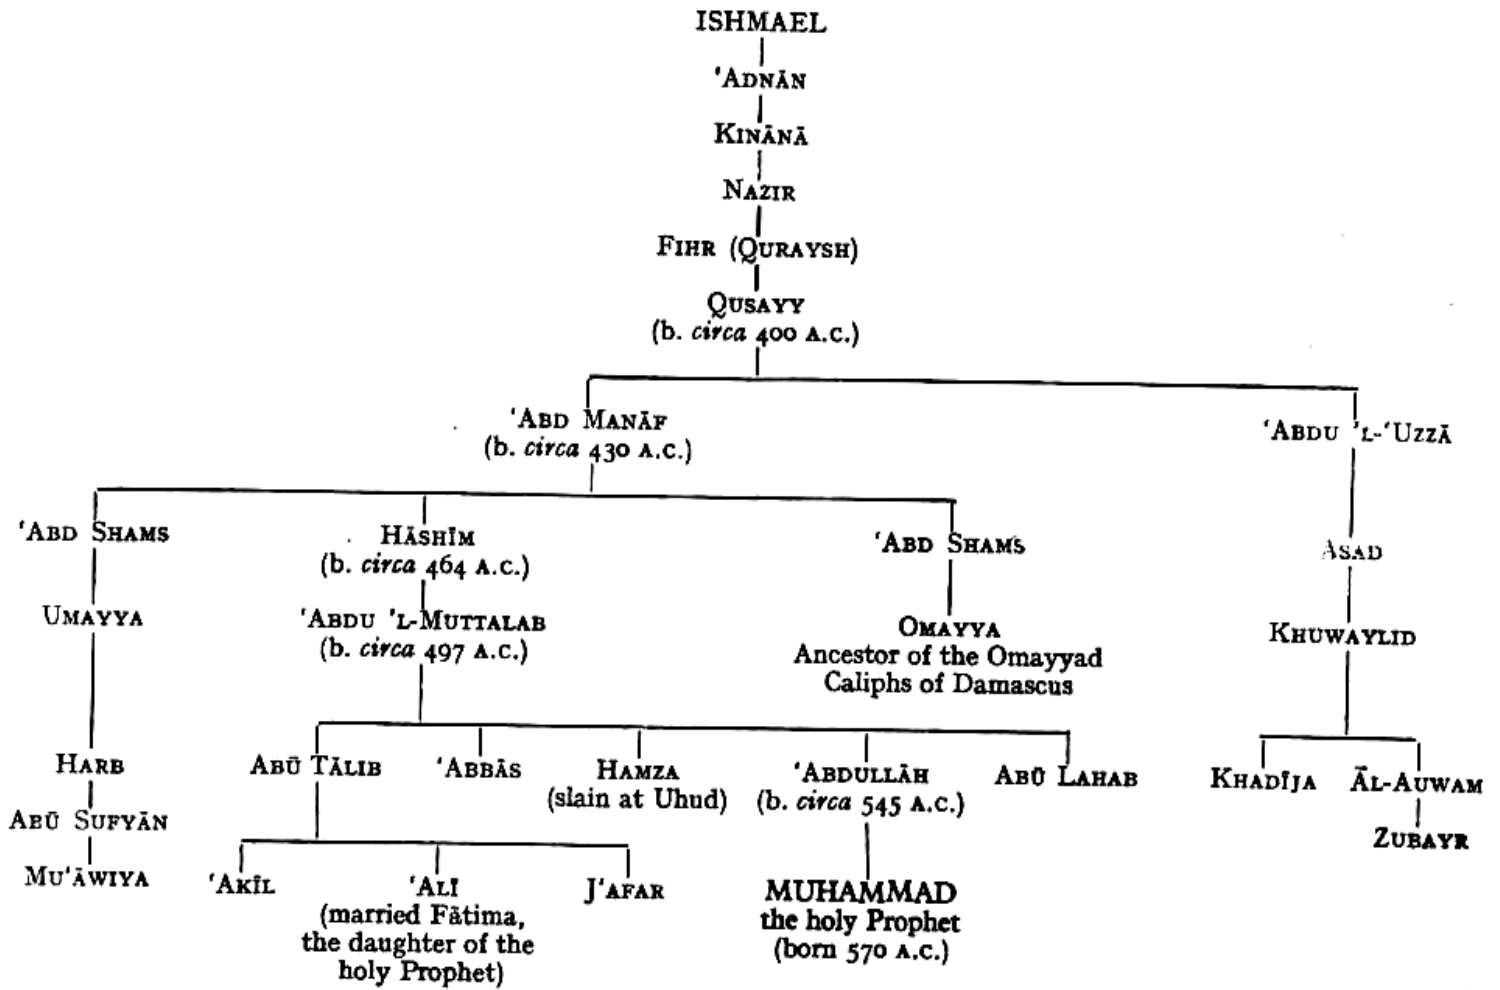 ISHMAEL
'ADNĀN
KINĀNĀ
NAZIR
FIHR (QURAYSH)
QUSAYY
(b. circa 400 A.C.)
'ABD MANĀF
(b. circa 430 A.C.)
'ABDU 'L-'UZZĀ
'ABD SHAMS
HĀSHĪM
(b. circa 464 A.C.)
'ABD SHAMS
ASAD
UMAYYA
'ABDU 'L-MUTTALAB
(b. circa 497 A.C.)
OMAYYA
Ancestor of the Omayyad
Caliphs of Damascus
KHUWAYLID
HARB
ABŪ TĀLIB
'ABBĀS
HAMZA
(slain at Uhud)
'ABDULLĀH
(b. circa 545 A.C.)
ABŪ LAHAB
KHADĪJA
ĀL-AUWAM
ABŪ SUFYĀN
ZUBAYR
MU'ĀWIYA
'AKĪL
'ALĪ
(married Fātima,
the daughter of the
holy Prophet)
J'AFAR
MUHAMMAD
the holy Prophet
(born 570 A.C.)